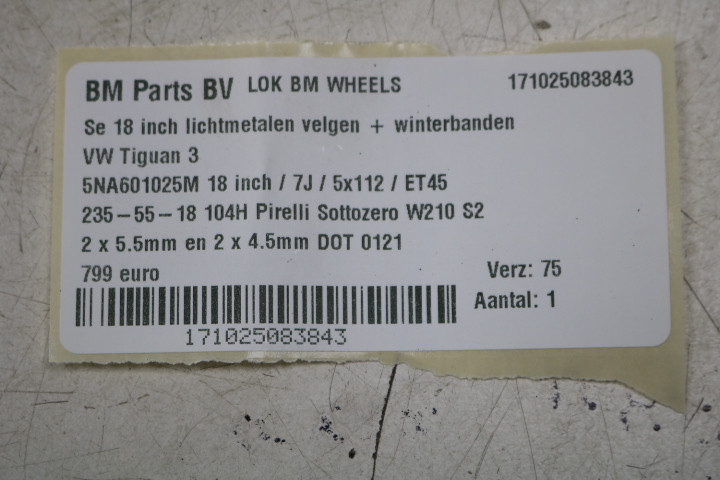 BM Parts BV LOK BM WHEELS 171025083843
Se 18 inch lichtmetalen velgen + winterbanden
VW Tiguan 3
5NA601025M 18 inch / 7J / 5x112 / ET45
235-55-18 104H Pirelli Sottozero W210 S2
2 x 5.5mm en 2 x 4.5mm DOT 0121
799 euro Verz: 75
Aantal: 1
171025083843